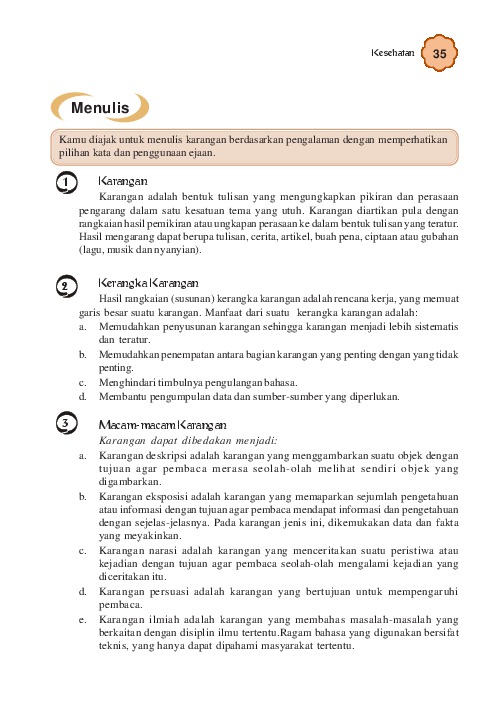 Kesehatan 35
Menulis
Kamu diajak untuk menulis karangan berdasarkan pengalaman dengan memperhatikan
pilihan kata dan penggunaan ejaan.
1 Karangan
Karangan adalah bentuk tulisan yang mengungkapkan pikiran dan perasaan
pengarang dalam satu kesatuan tema yang utuh. Karangan diartikan pula dengan
rangkaian hasil pemikiran atau ungkapan perasaan ke dalam bentuk tulisan yang teratur.
Hasil mengarang dapat berupa tulisan, cerita, artikel, buah pena, ciptaan atau gubahan
(lagu, musik dan nyanyian).
2 Kerangka Karangan
Hasil rangkaian (susunan) kerangka karangan adalah rencana kerja, yang memuat
garis besar suatu karangan. Manfaat dari suatu kerangka karangan adalah:
a. Memudahkan penyusunan karangan sehingga karangan menjadi lebih sistematis
dan teratur.
b. Memudahkan penempatan antara bagian karangan yang penting dengan yang tidak
penting.
c. Menghindari timbulnya pengulangan bahasa.
d. Membantu pengumpulan data dan sumber-sumber yang diperlukan.
3 Macam-macam Karangan
Karangan dapat dibedakan menjadi:
a. Karangan deskripsi adalah karangan yang menggambarkan suatu objek dengan
tujuan agar pembaca merasa seolah-olah melihat sendiri objek yang
digambarkan.
b. Karangan eksposisi adalah karangan yang memaparkan sejumlah pengetahuan
atau informasi dengan tujuan agar pembaca mendapat informasi dan pengetahuan
dengan sejelas-jelasnya. Pada karangan jenis ini, dikemukakan data dan fakta
yang meyakinkan.
c. Karangan narasi adalah karangan yang menceritakan suatu peristiwa atau
kejadian dengan tujuan agar pembaca seolah-olah mengalami kejadian yang
diceritakan itu.
d. Karangan persuasi adalah karangan yang bertujuan untuk mempengaruhi
pembaca.
e. Karangan ilmiah adalah karangan yang membahas masalah-masalah yang
berkaitan dengan disiplin ilmu tertentu.Ragam bahasa yang digunakan bersifat
teknis, yang hanya dapat dipahami masyarakat tertentu.